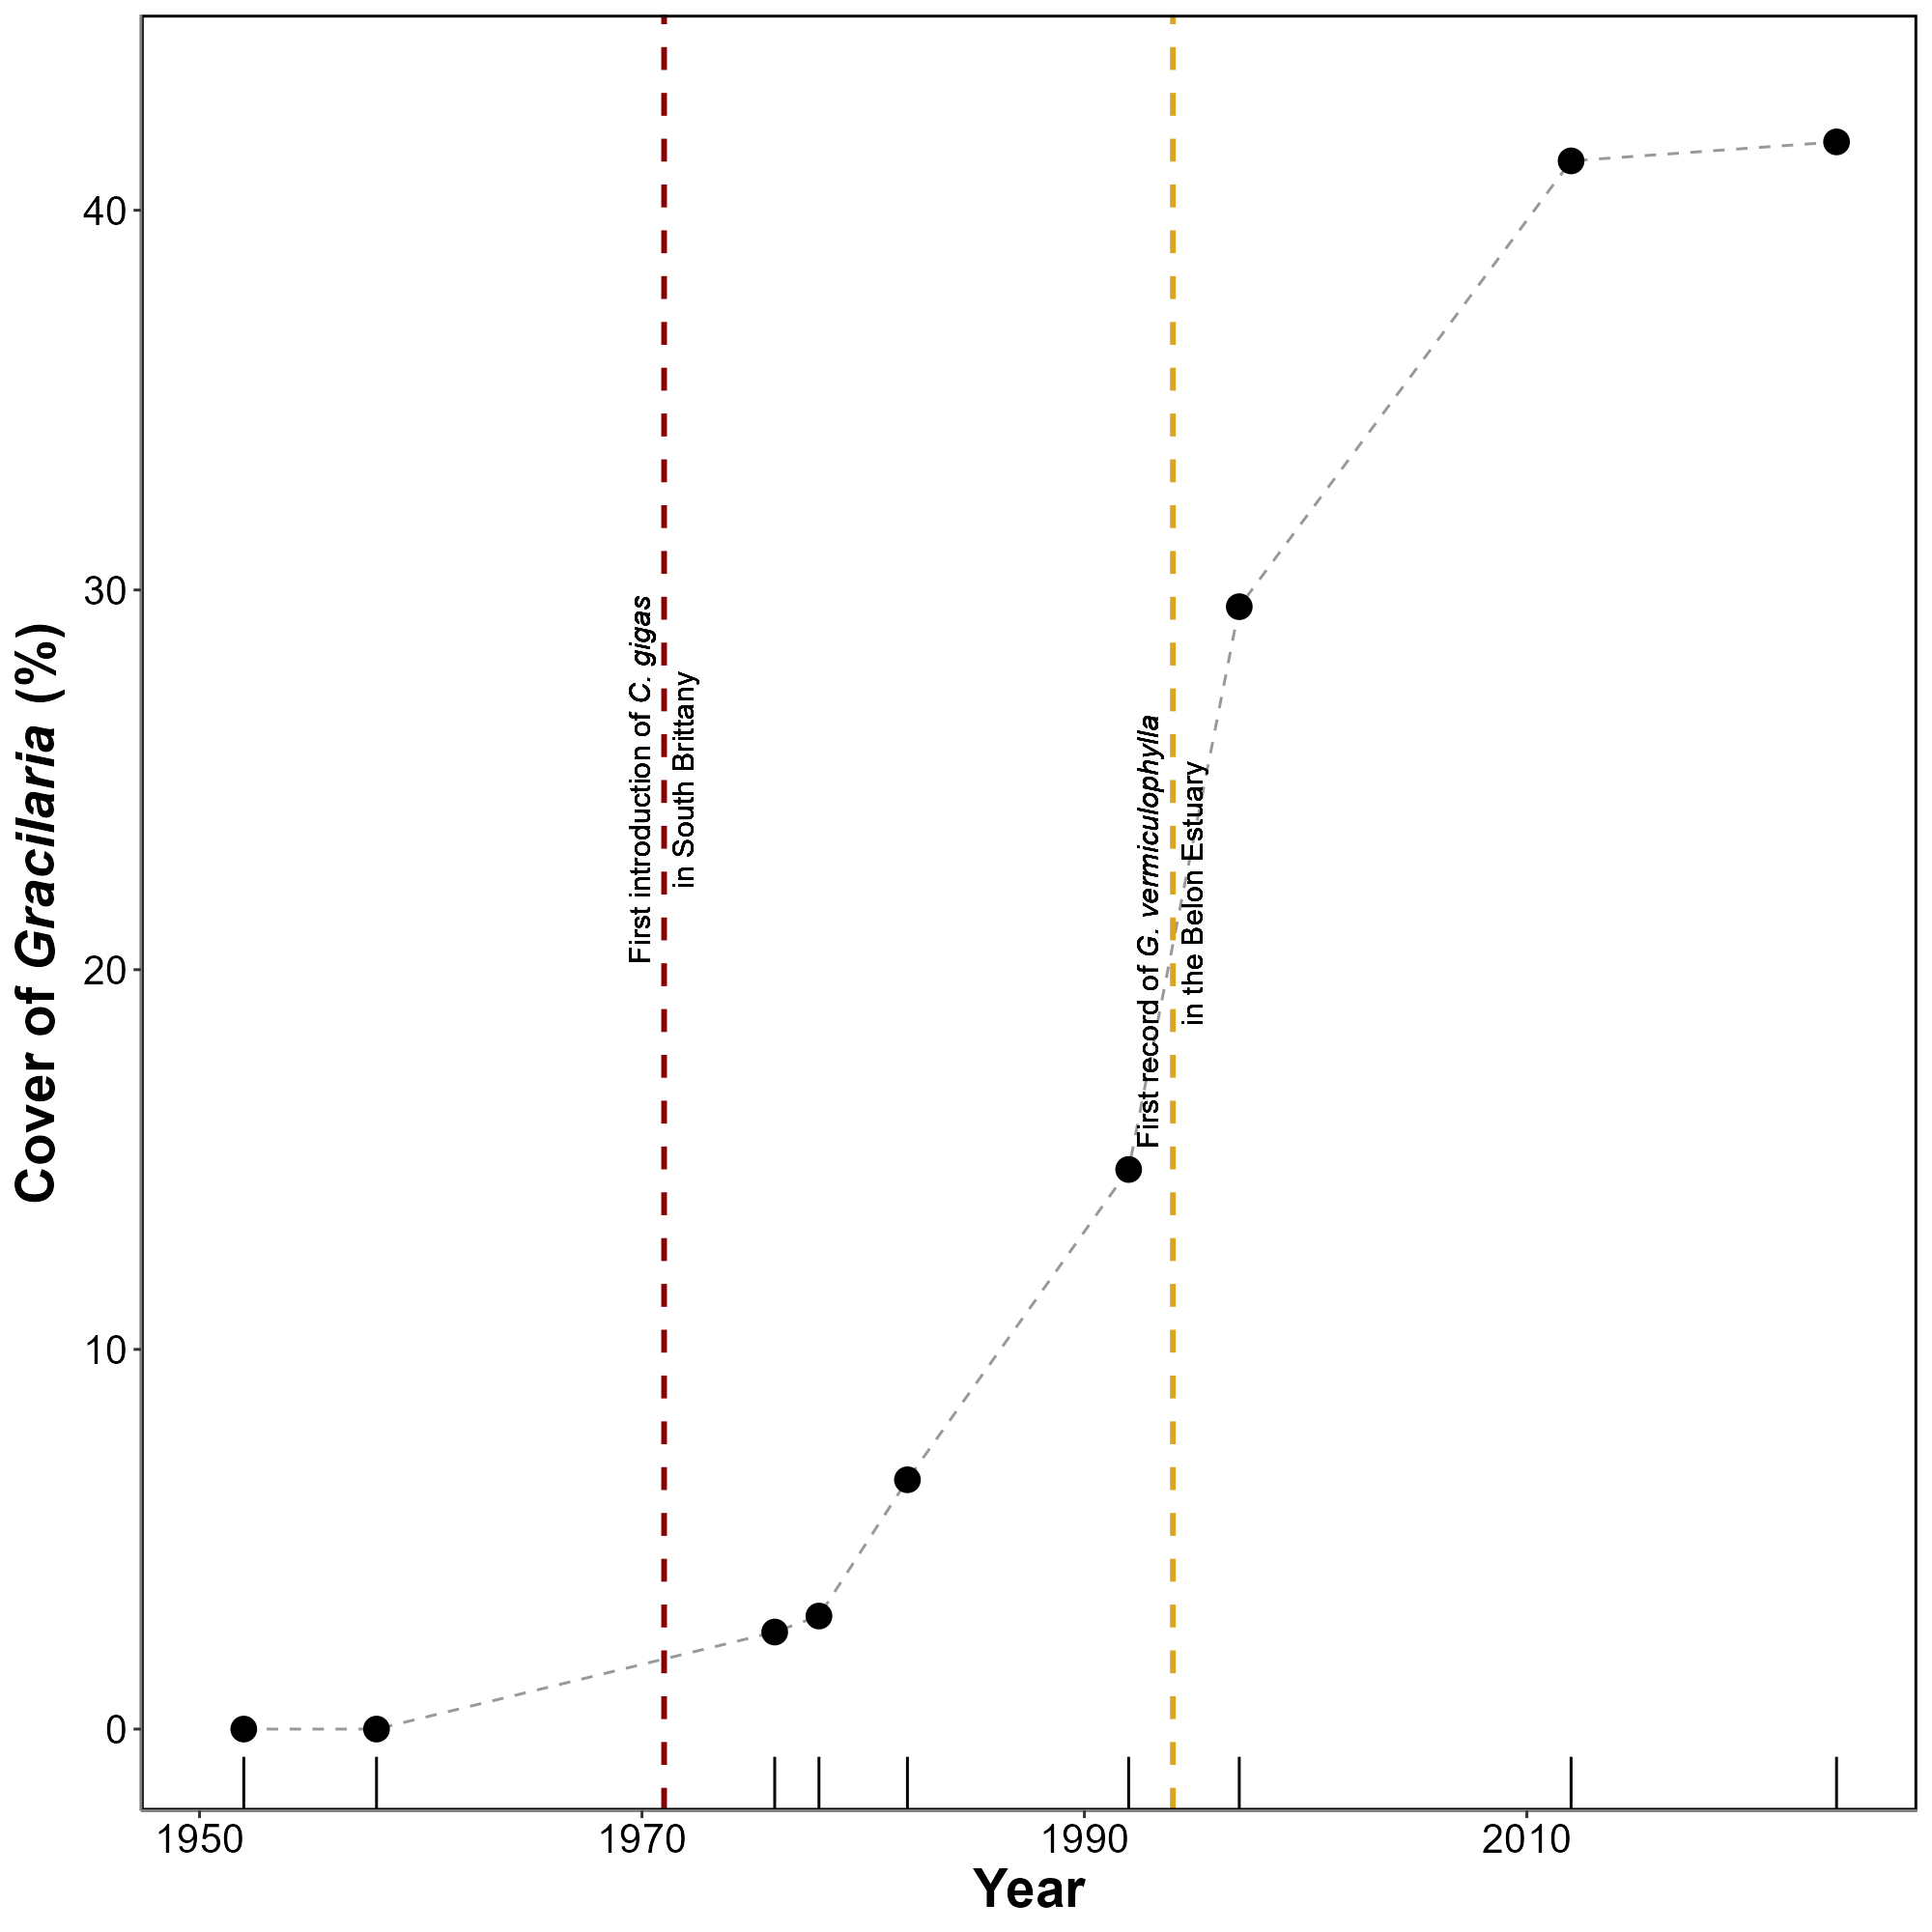 Cover of Gracilaria (%)
40
30
20
10
0
First introduction of C. gigas
in South Brittany
First record of G. vermiculophylla
in the Belon Estuary
1950
1970
1990
2010
Year